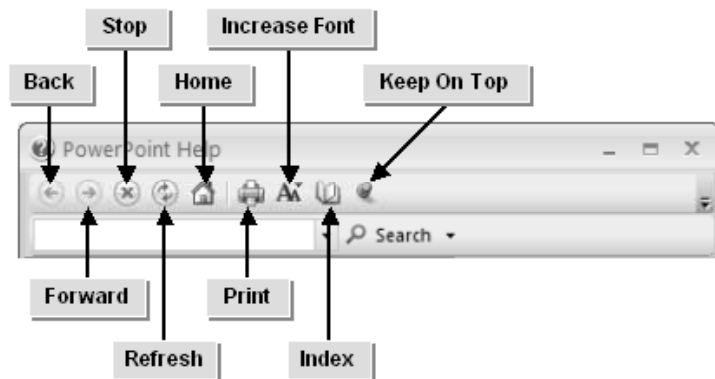 Stop
Increase Font
Back
Home
Keep On Top
PowerPoint Help
Search
Forward
Print
Refresh
Index